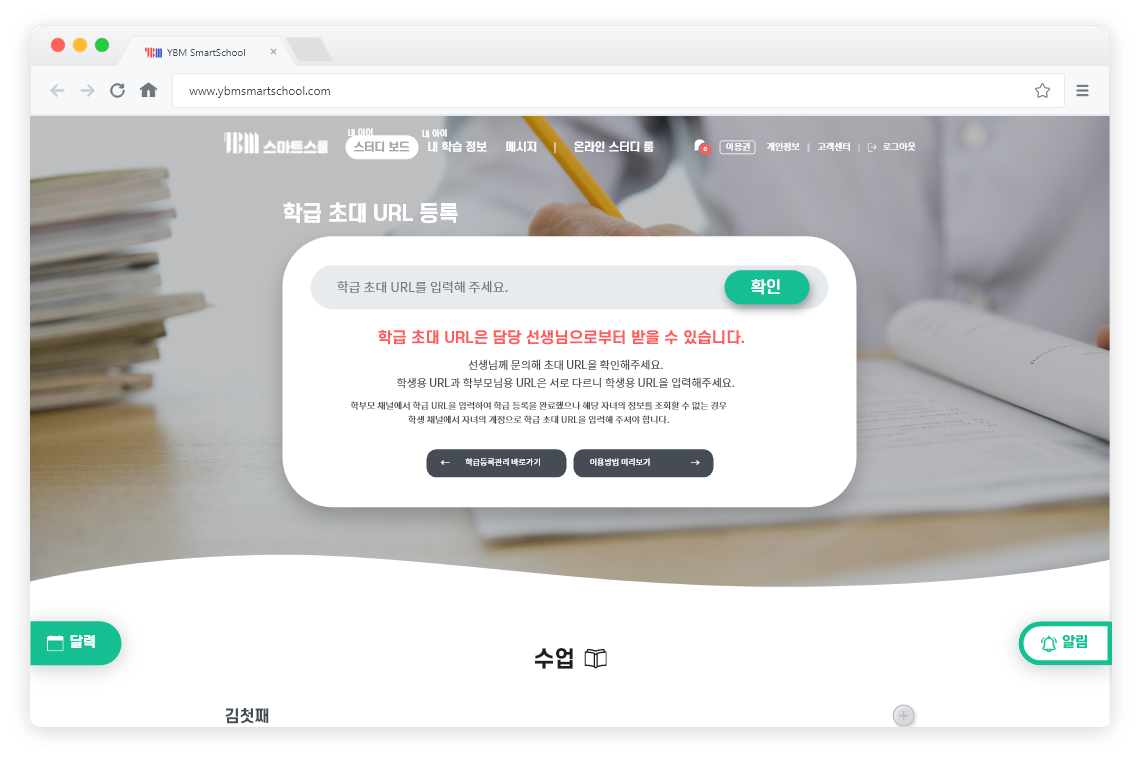 YBM SmartSchool
www.ybmsmartschool.com
YBM 스마트스쿨
내 아이
스터디 보드
내 아이
내 학습 정보
메시지
|
온라인 스터디 룸
0
이용권
개인정보
|
고객센터
|
로그아웃
학급 초대 URL 등록
학급 초대 URL를 입력해 주세요.
확인
학급 초대 URL은 담당 선생님으로부터 받을 수 있습니다.
선생님께 문의해 초대 URL을 확인해주세요.
학생용 URL과 학부모님용 URL은 서로 다르니 학생용 URL을 입력해주세요.
학부모 채널에서 학급 URL을 입력하여 학급 등록을 완료했으나 해당 자녀의 정보를 조회할 수 없는 경우
학생 채널에서 자녀의 계정으로 학급 초대 URL을 입력해 주셔야 합니다.
← 학급등록관리 바로가기
이용방법 미리보기 →
달력
알림
수업
김첫째